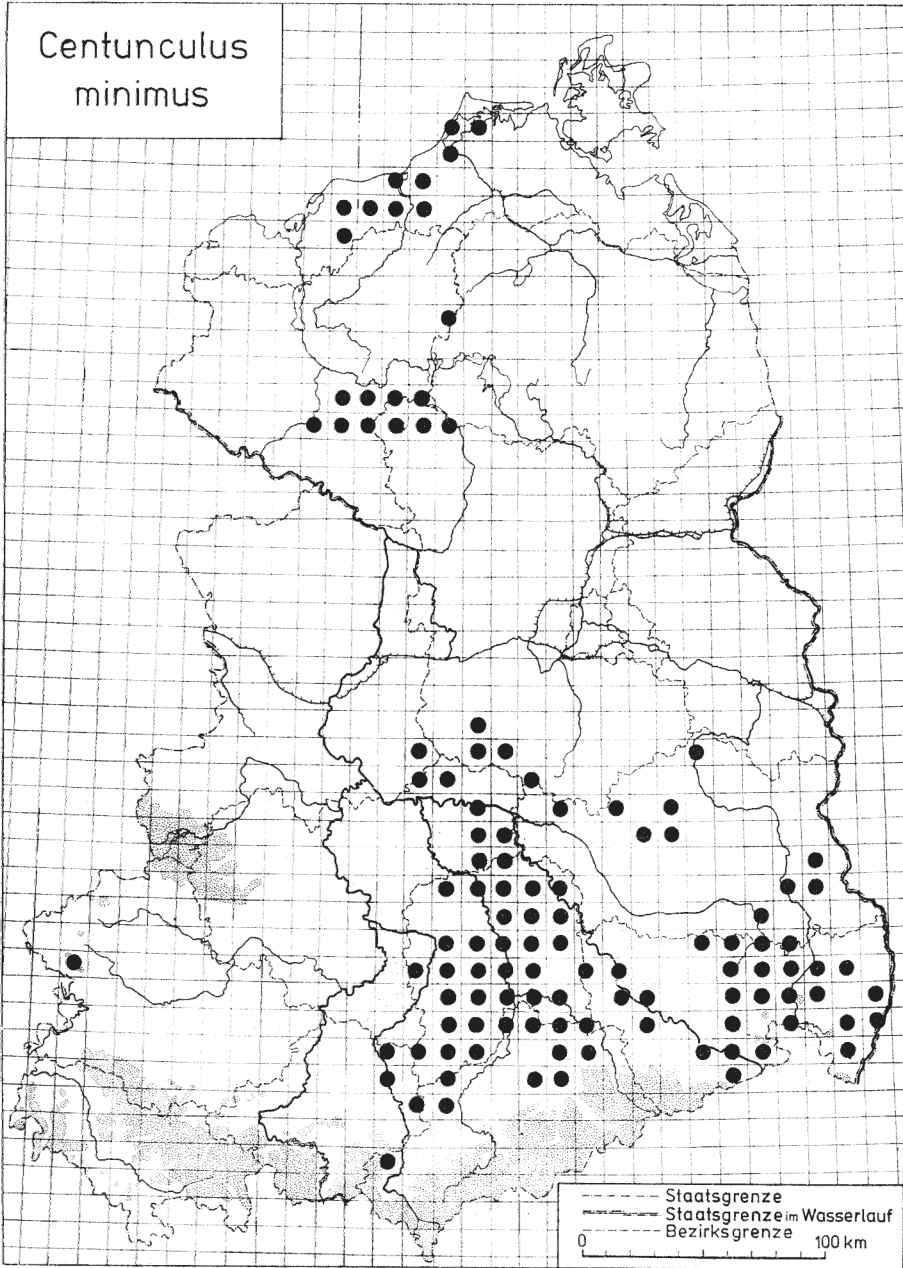 Centunculus
minimus
Staatsgrenze
Staatsgrenze im Wasserlauf
Bezirksgrenze
0 100 km